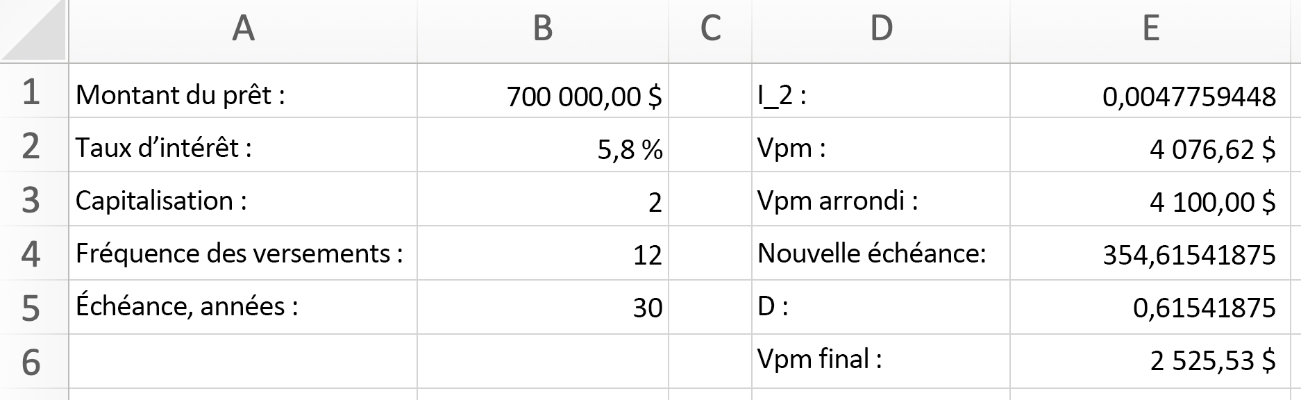 A B C D E
1 Montant du prêt : 700 000,00 $ I_2 : 0,0047759448
2 Taux d’intérêt : 5,8 % Vpm : 4 076,62 $
3 Capitalisation : 2 Vpm arrondi : 4 100,00 $
4 Fréquence des versements : 12 Nouvelle échéance: 354,61541875
5 Échéance, années : 30 D : 0,61541875
6 Vpm final : 2 525,53 $